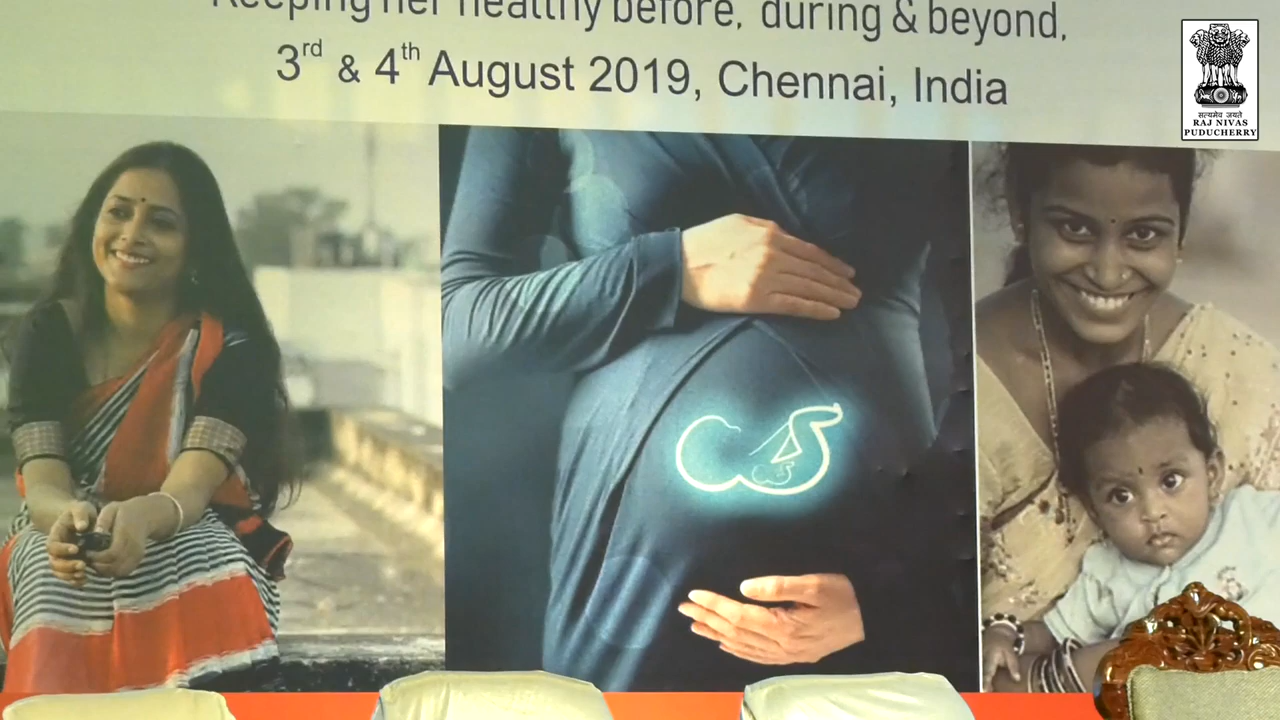 Keeping her healthy before, during & beyond,
3rd & 4th August 2019, Chennai, India
सत्यमेव जयते
RAJ NIVAS
PUDUCHERRY